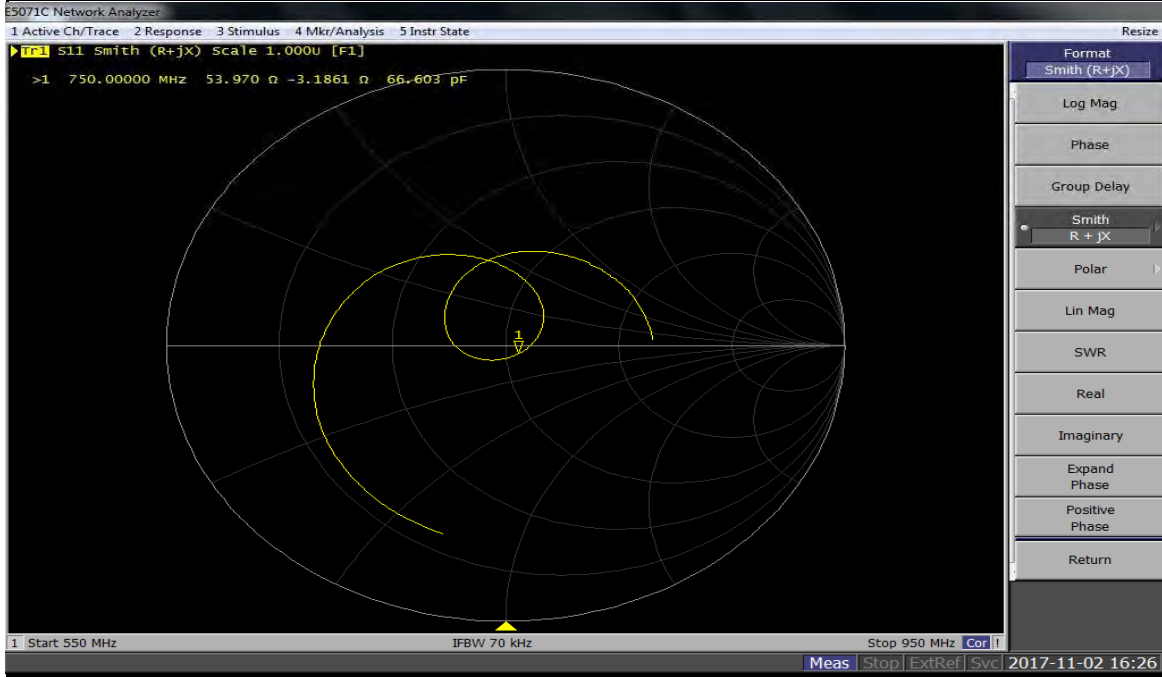 E5071C Network Analyzer
1 Active Ch/Trace 2 Response 3 Stimulus 4 Mkr/Analysis 5 Instr State Resize
Tr1 S11 Smith (R+jX) Scale 1.000U [F1]
>1 750.00000 MHz 53.970 Ω -3.1861 Ω 66.603 pF
1
Format
Smith (R+jX)
Log Mag
Phase
Group Delay
Smith
R + jX
Polar
Lin Mag
SWR
Real
Imaginary
Expand
Phase
Positive
Phase
Return
1 Start 550 MHz IFBW 70 kHz Stop 950 MHz Cor !
Meas Stop ExtRef Svc 2017-11-02 16:26